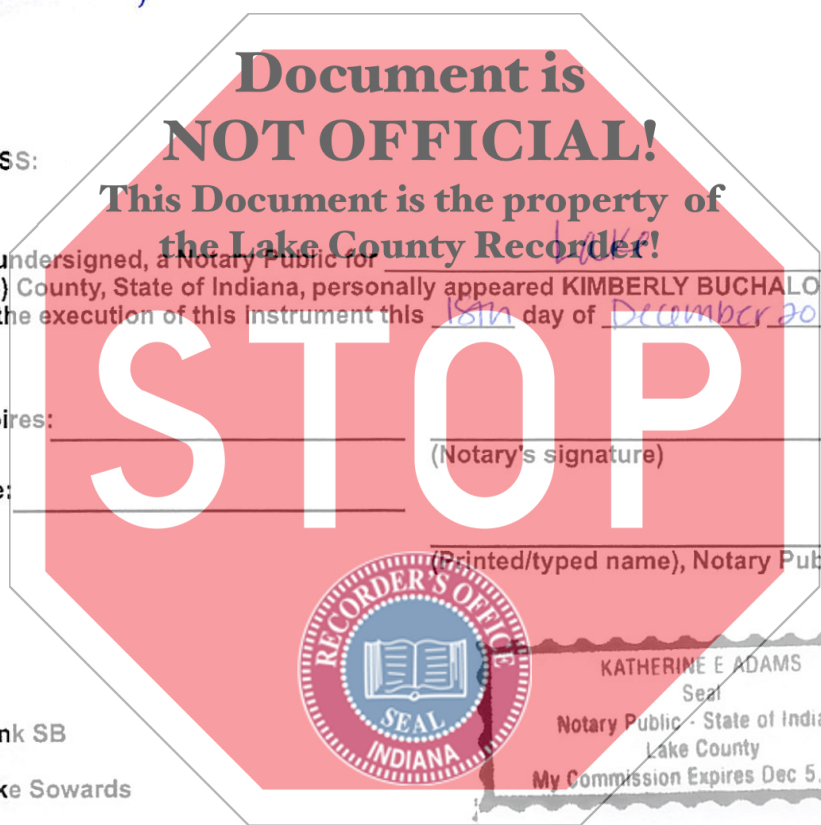 Document is
NOT OFFICIAL!
SS:
This Document is the property of
the Lake County Recorder!
undersigned, a Notary Public for Lake
) County, State of Indiana, personally appeared KIMBERLY BUCHALO
the execution of this instrument this 18th day of December 20
STOP
ires:
(Notary's signature)
e:
(Printed/typed name), Notary Pub
RECORDER'S OFFICE
SEAL
INDIANA
KATHERINE E ADAMS
Seal
Notary Public - State of India
Lake County
My Commission Expires Dec 5,
nk SB
ke Sowards